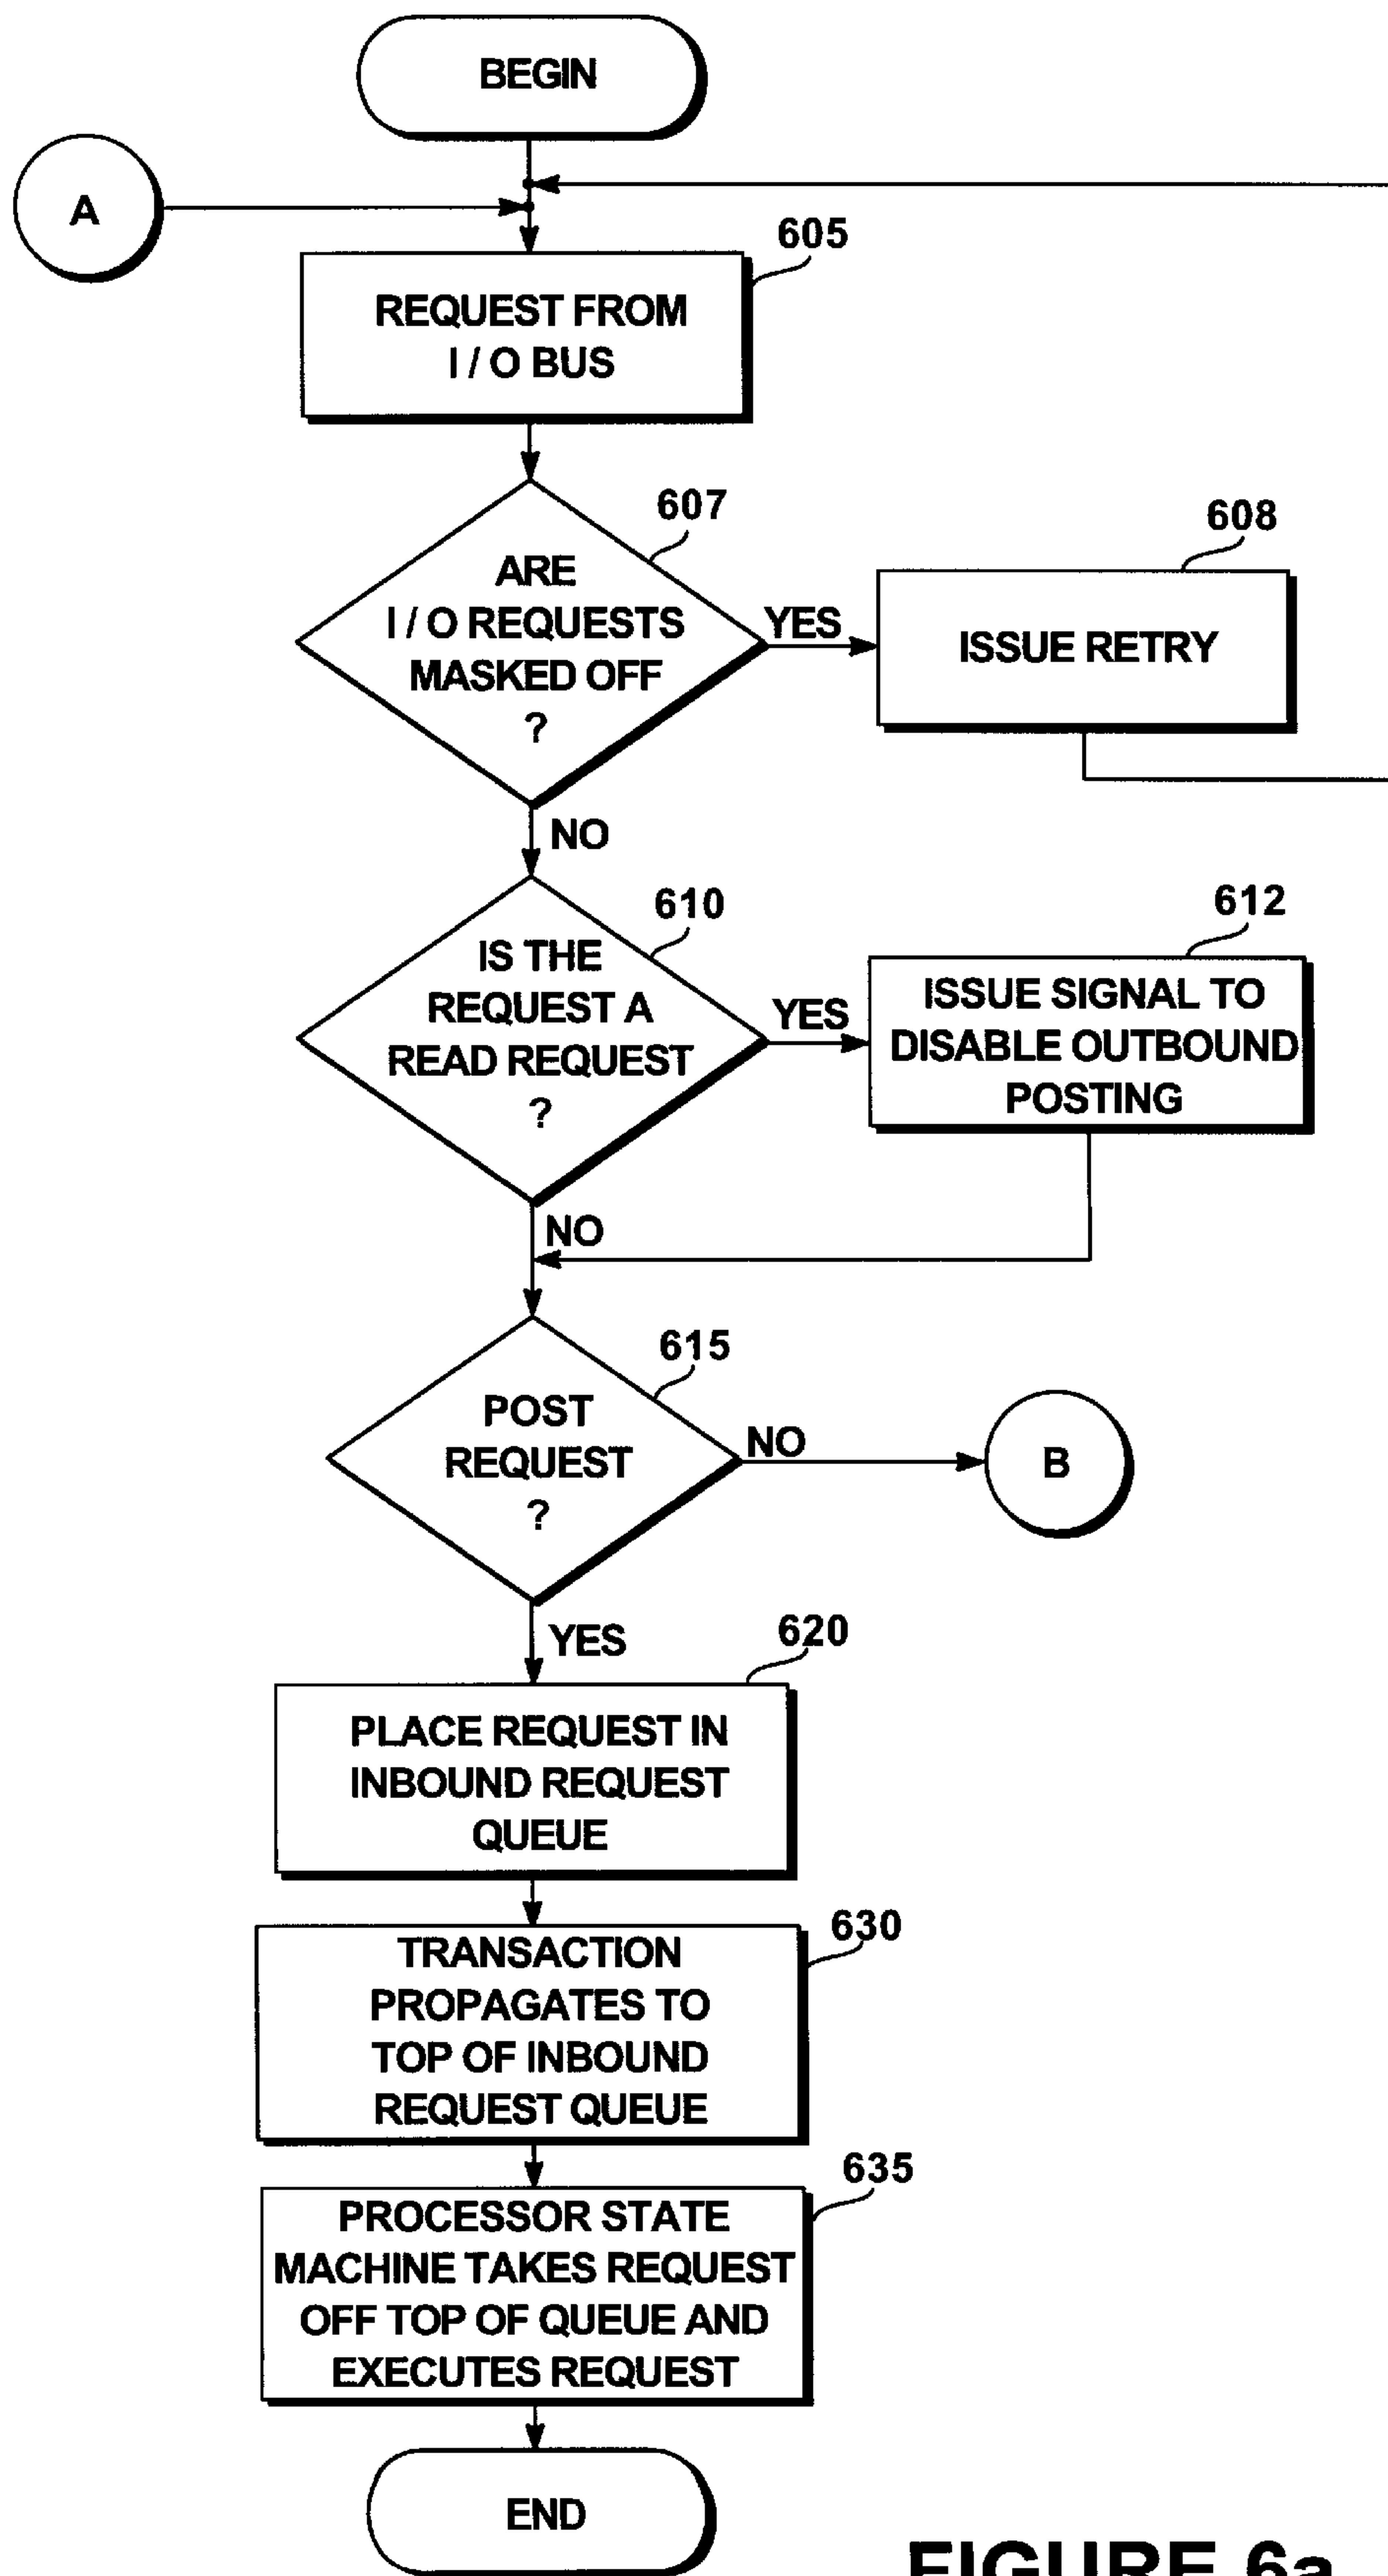 BEGIN
A
605
REQUEST FROM
I / O BUS
607
ARE
I / O REQUESTS
MASKED OFF
?
YES
608
ISSUE RETRY
NO
610
IS THE
REQUEST A
READ REQUEST
?
YES
612
ISSUE SIGNAL TO
DISABLE OUTBOUND
POSTING
NO
615
POST
REQUEST
?
NO
B
YES
620
PLACE REQUEST IN
INBOUND REQUEST
QUEUE
630
TRANSACTION
PROPAGATES TO
TOP OF INBOUND
REQUEST QUEUE
635
PROCESSOR STATE
MACHINE TAKES REQUEST
OFF TOP OF QUEUE AND
EXECUTES REQUEST
END
FIGURE 6a